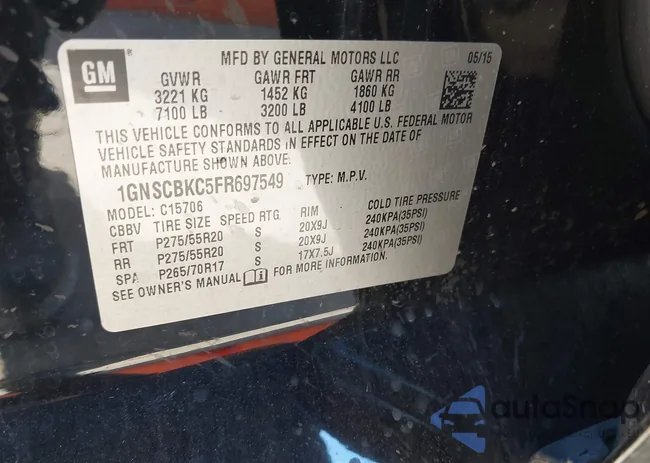 GM
MFD BY GENERAL MOTORS LLC 05/15
GVWR GAWR FRT GAWR RR
3221 KG 1452 KG 1860 KG
7100 LB 3200 LB 4100 LB
THIS VEHICLE CONFORMS TO ALL APPLICABLE U.S. FEDERAL MOTOR
VEHICLE SAFETY STANDARDS IN EFFECT ON THE DATE OF
MANUFACTURE SHOWN ABOVE.
1GNSCBKC5FR697549 TYPE: M.P.V.
MODEL: C15706
CBBV TIRE SIZE SPEED RTG RIM COLD TIRE PRESSURE
FRT P275/55R20 S 20X9J 240KPA(35PSI)
RR P275/55R20 S 20X9J 240KPA(35PSI)
SPA P265/70R17 S 17X7.5J 240KPA(35PSI)
SEE OWNER'S MANUAL FOR MORE INFORMATION.
autoSnap